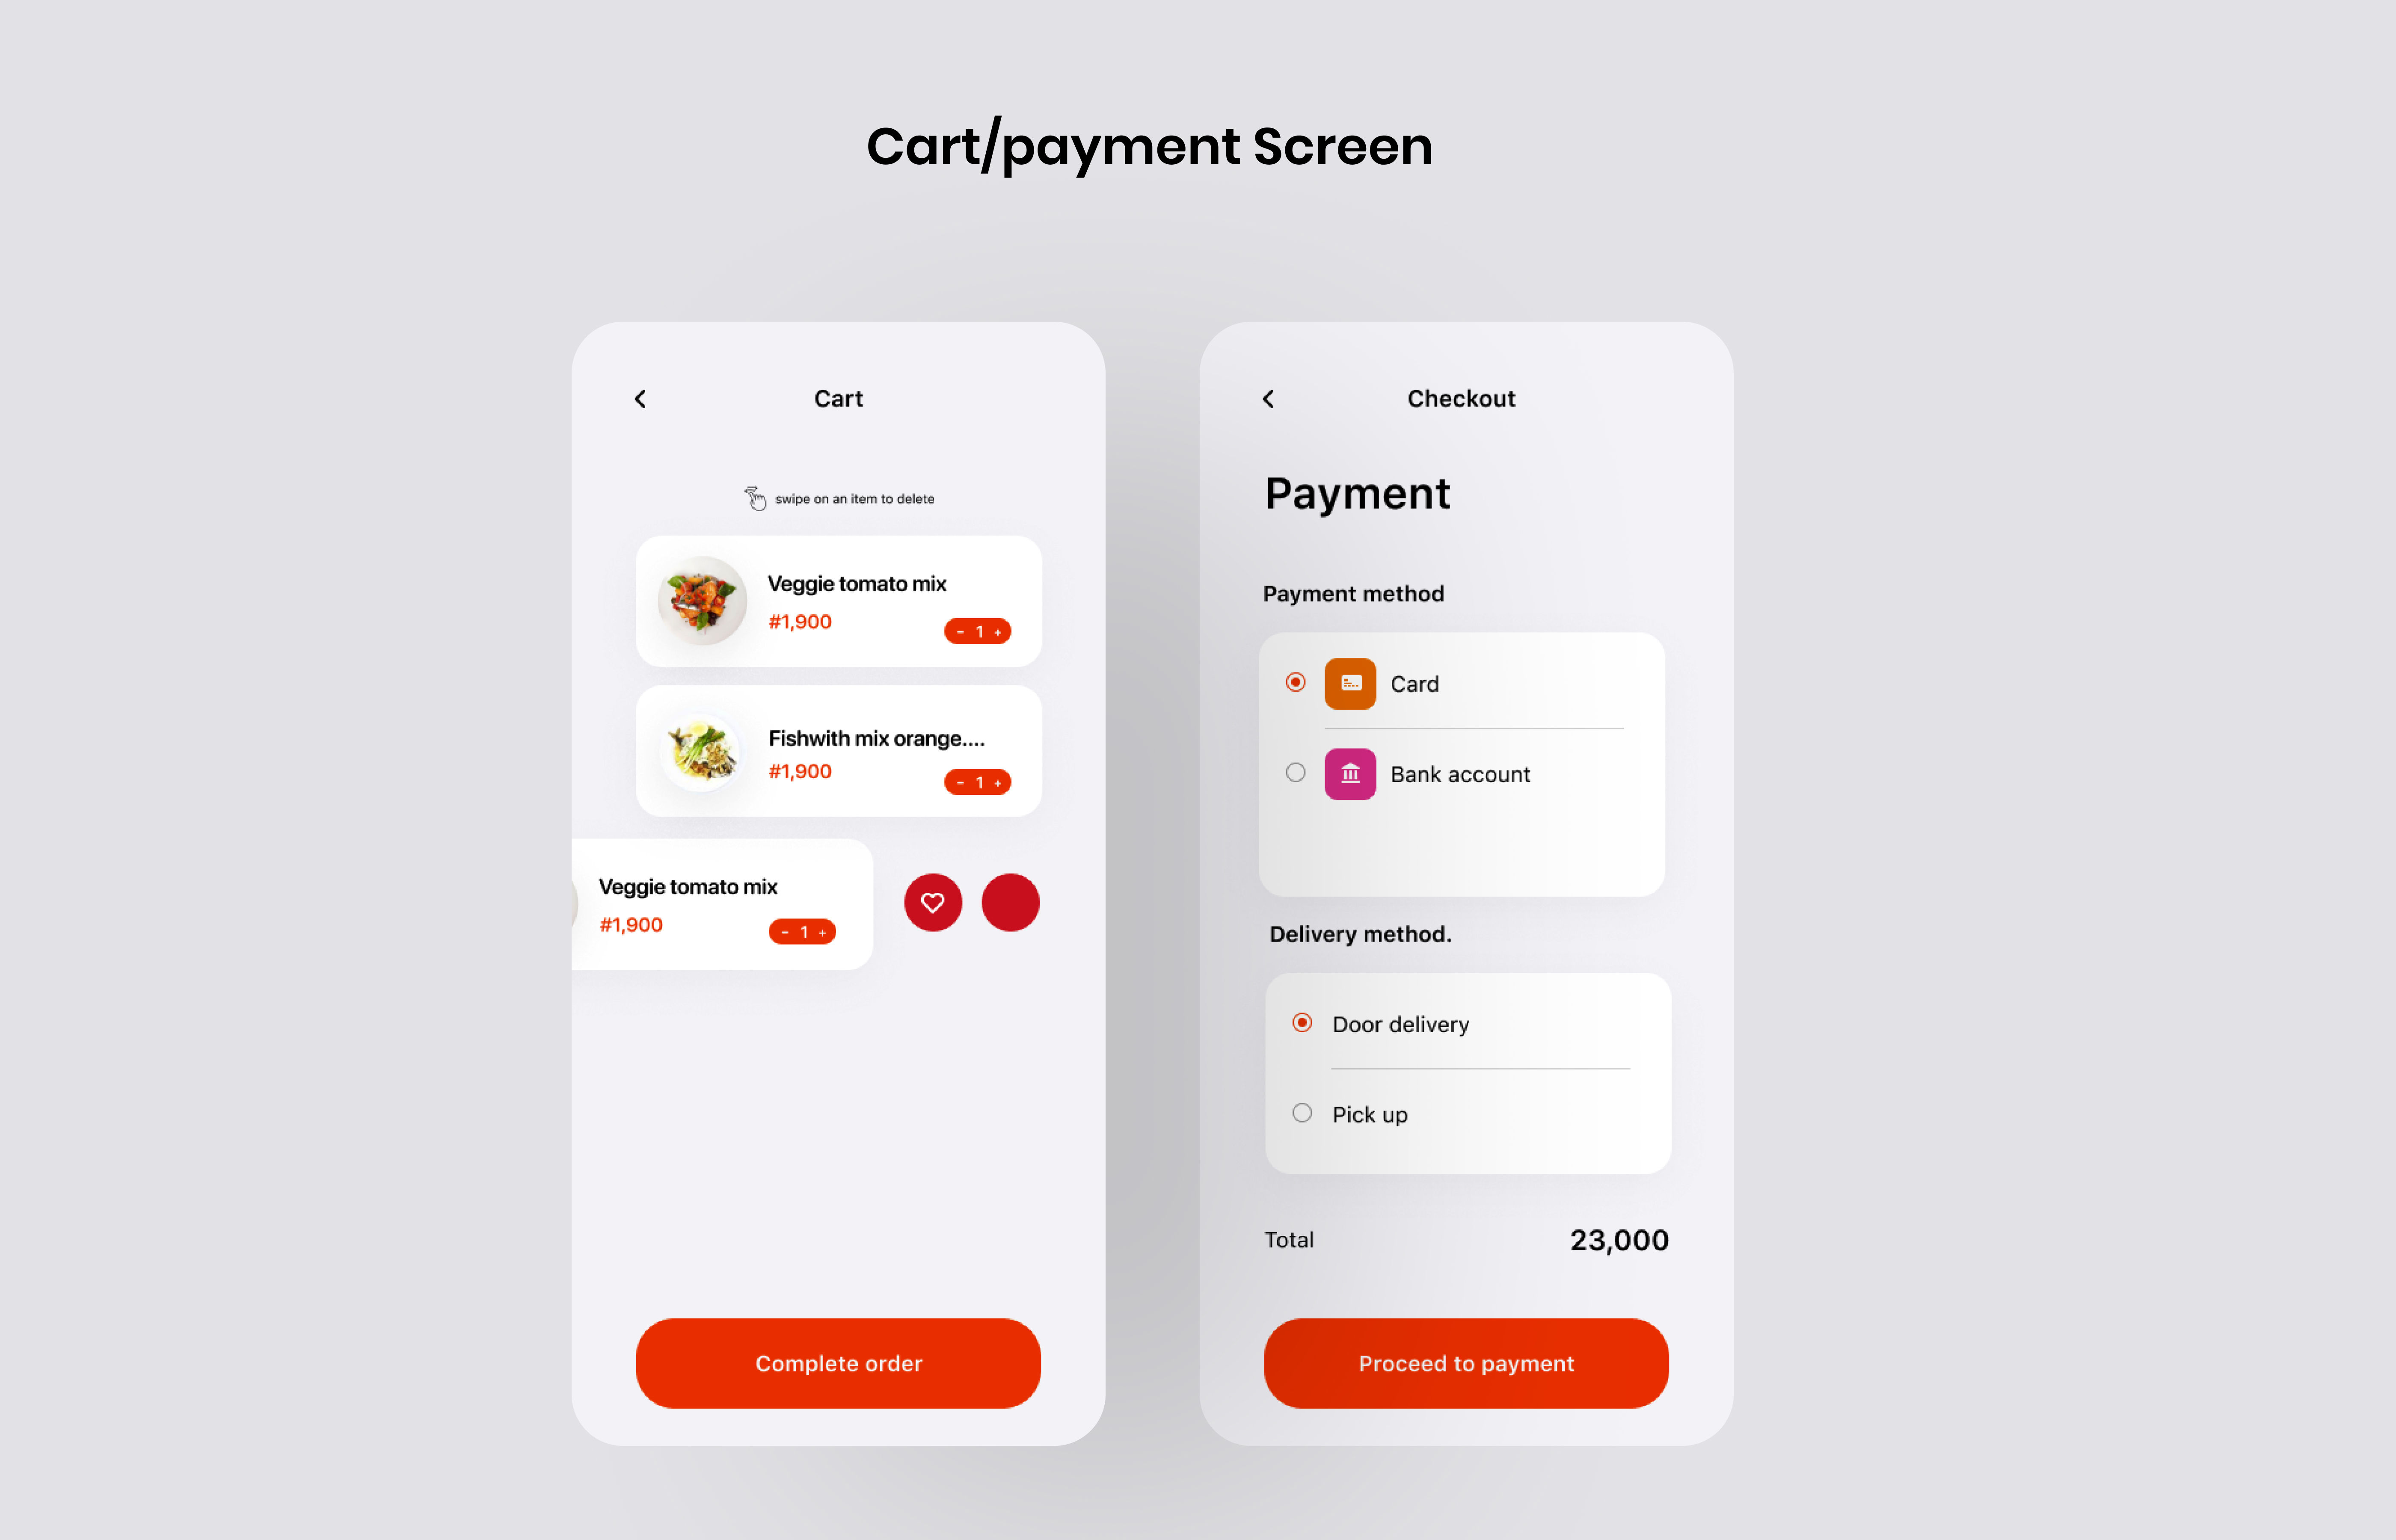 Cart/payment Screen
Cart
swipe on an item to delete
Veggie tomato mix
#1,900
- 1 +
Fishwith mix orange....
#1,900
- 1 +
Veggie tomato mix
#1,900
- 1 +
Complete order
Checkout
Payment
Payment method
Card
Bank account
Delivery method.
Door delivery
Pick up
Total 23,000
Proceed to payment